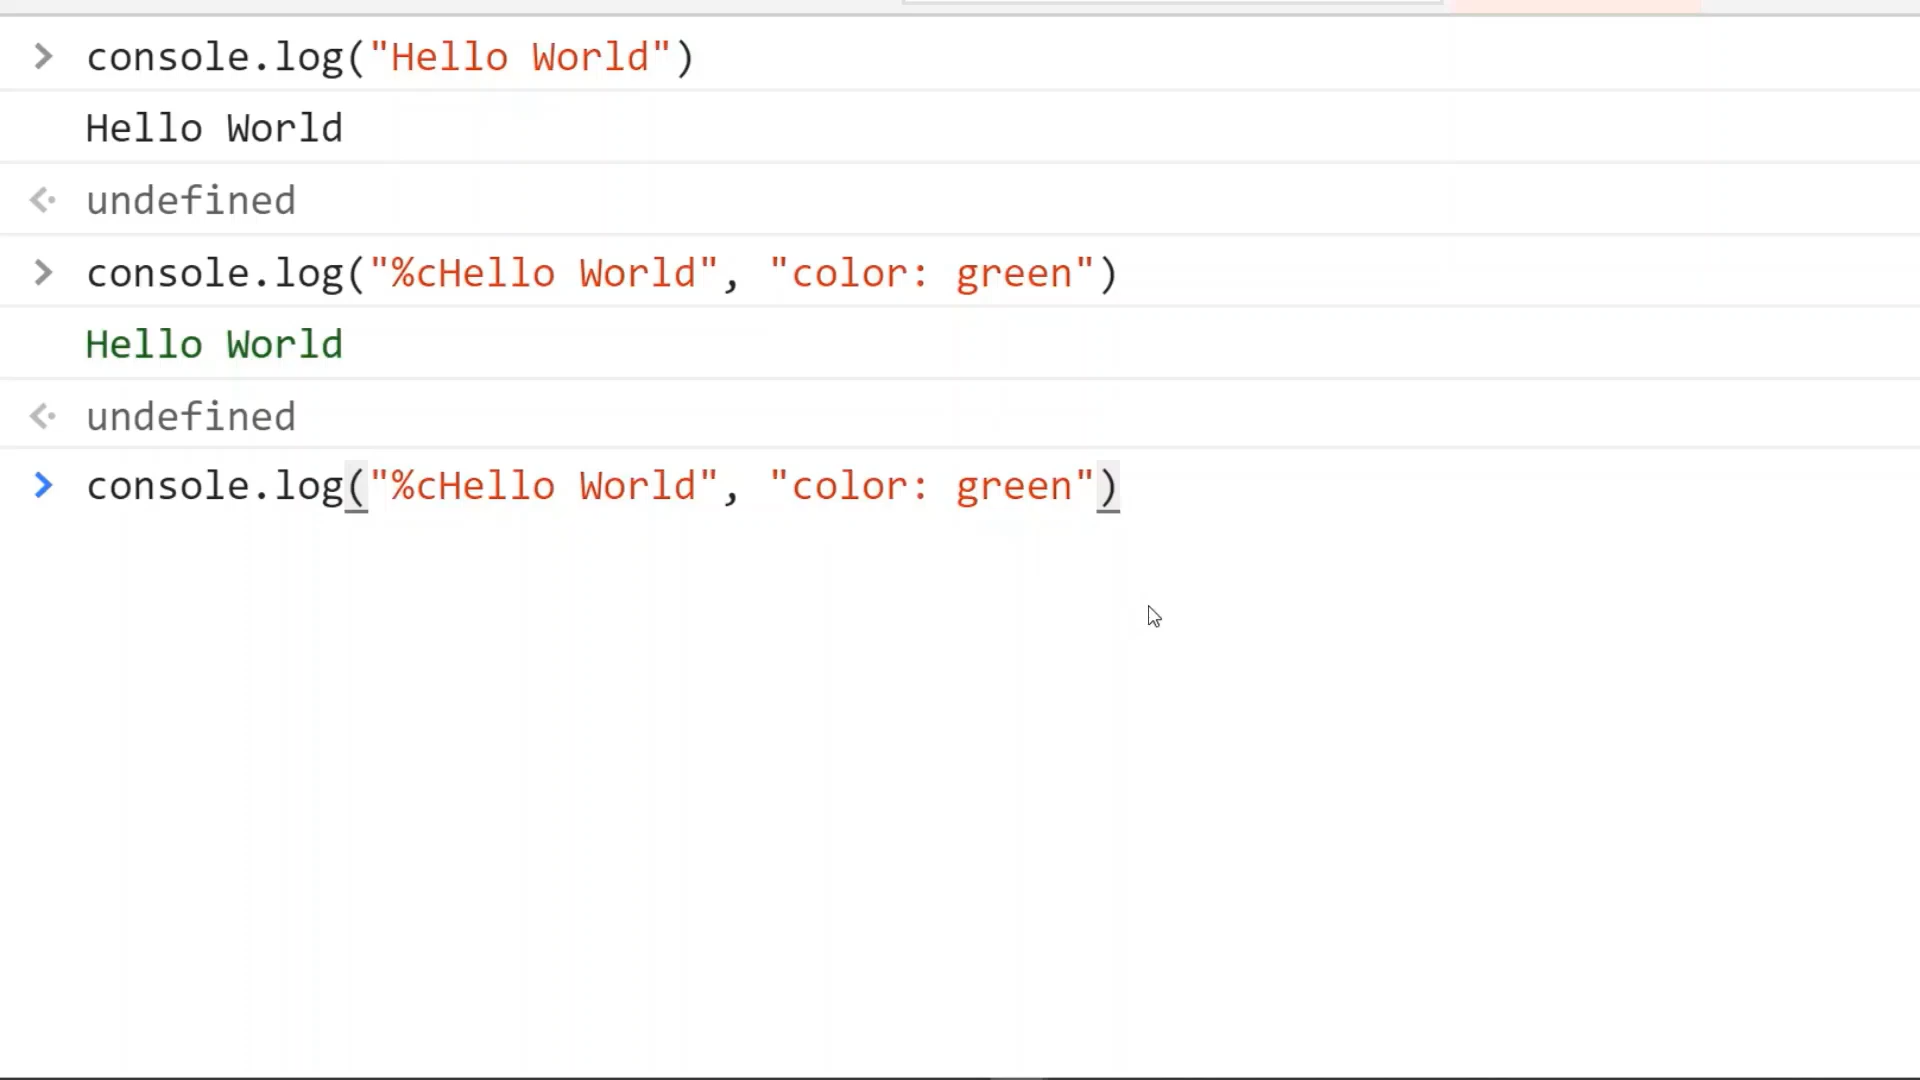 > console.log("Hello World")
Hello World
undefined
> console.log("%cHello World", "color: green")
Hello World
undefined
> console.log("%cHello World", "color: green")